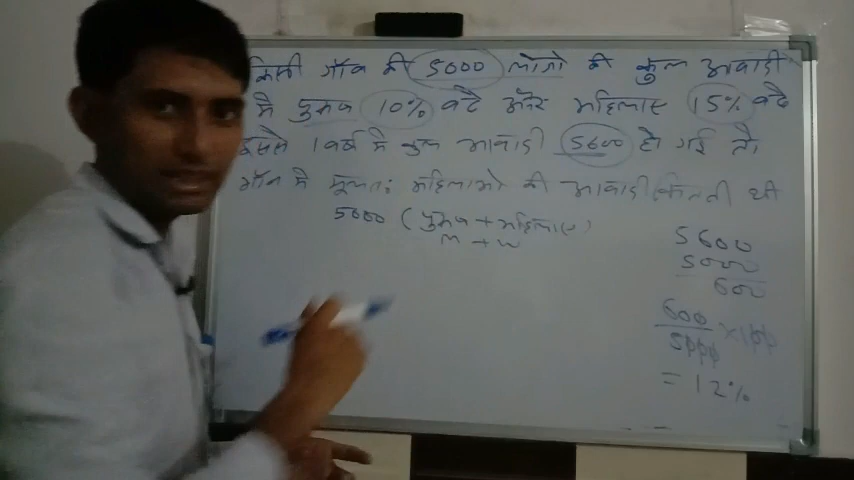 किसी गॉव की 5000 लोगो की कुल आबादी
मे पुरुष 10% बढे और महिलाए 15% बढे
इससे 1 वर्ष मे कुल आबादी 5600 हो गई तो
गॉव मे मूलतः महिलाओ की आबादी कितनी थी
5000 (पुरुष + महिलाए)
m + w
5600
5000
600
600
5000 × 100
= 12%